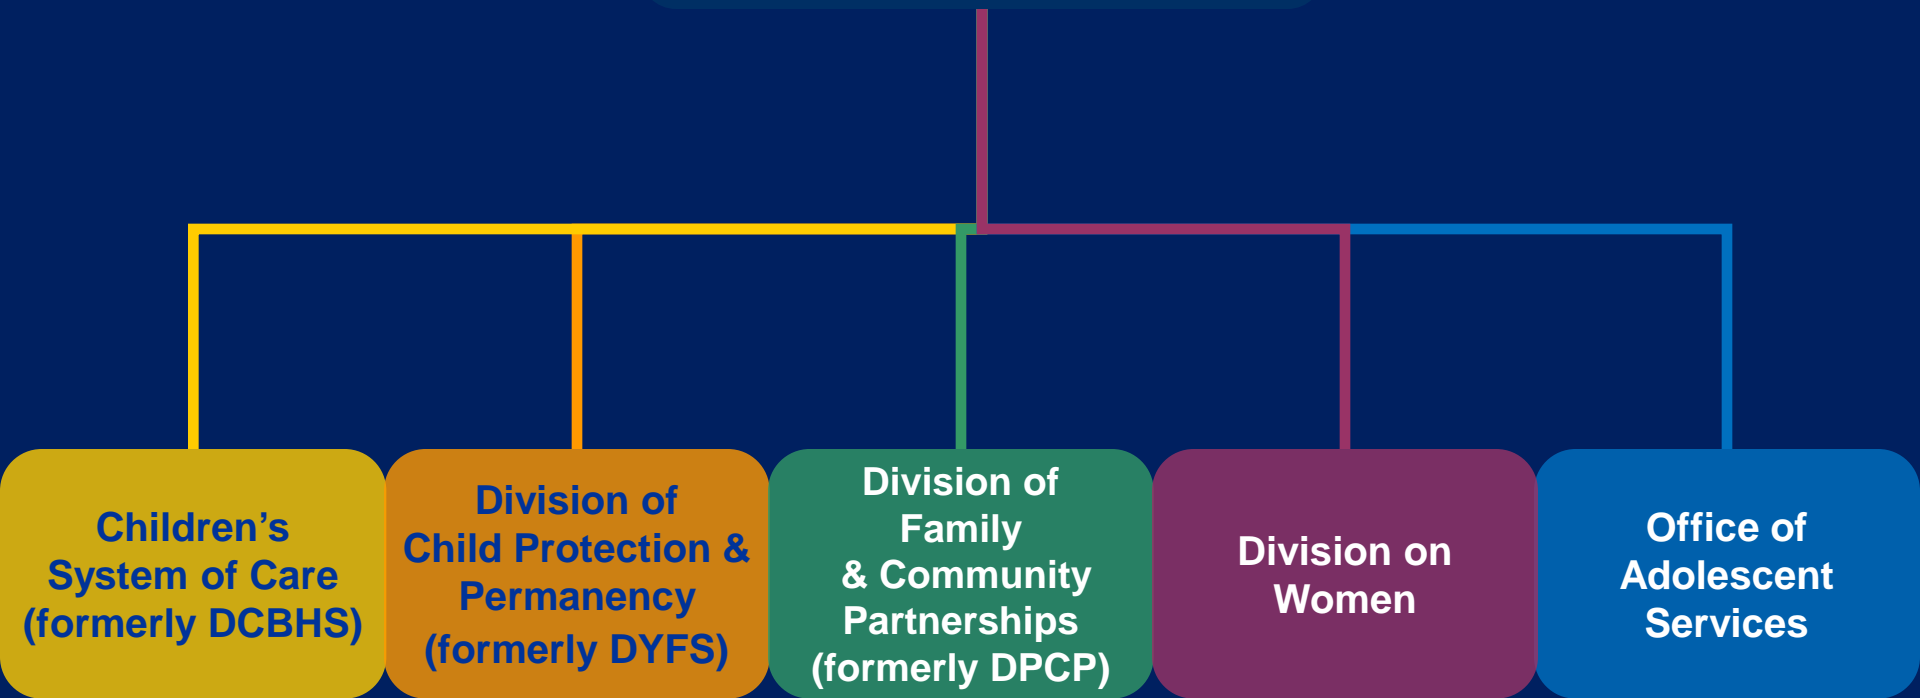 Children’s
System of Care
(formerly DCBHS)
Division of
Child Protection &
Permanency
(formerly DYFS)
Division of
Family
& Community
Partnerships
(formerly DPCP)
Division on
Women
Office of
Adolescent
Services